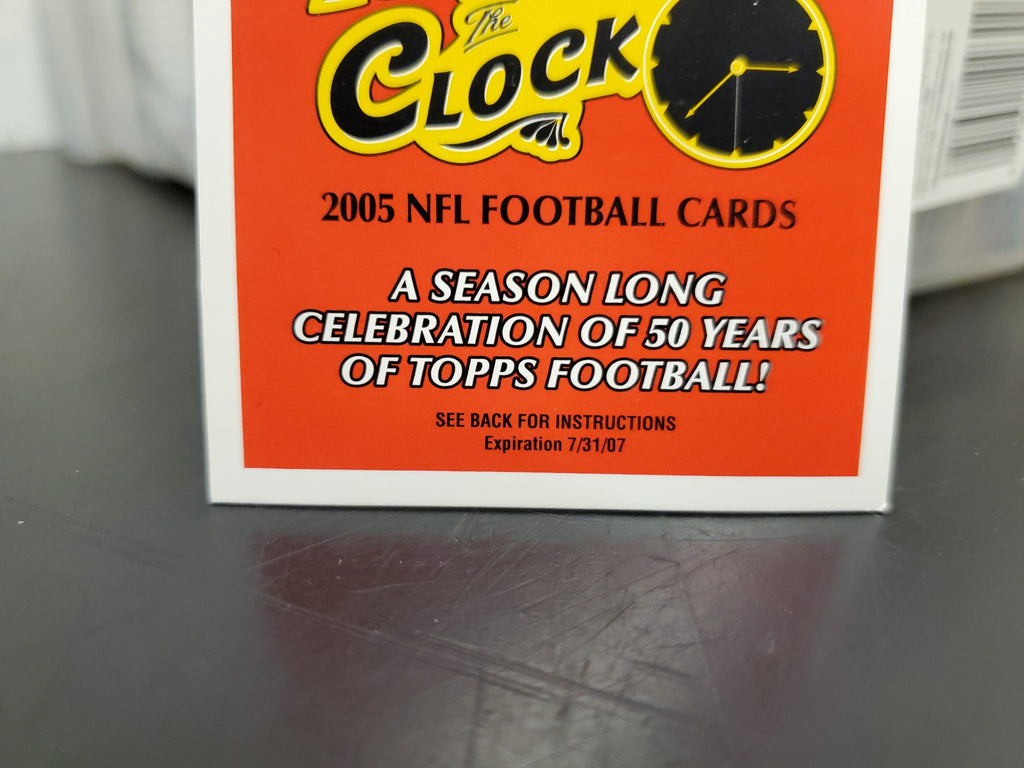 The
CLOCK
2005 NFL FOOTBALL CARDS
A SEASON LONG
CELEBRATION OF 50 YEARS
OF TOPPS FOOTBALL!
SEE BACK FOR INSTRUCTIONS
Expiration 7/31/07